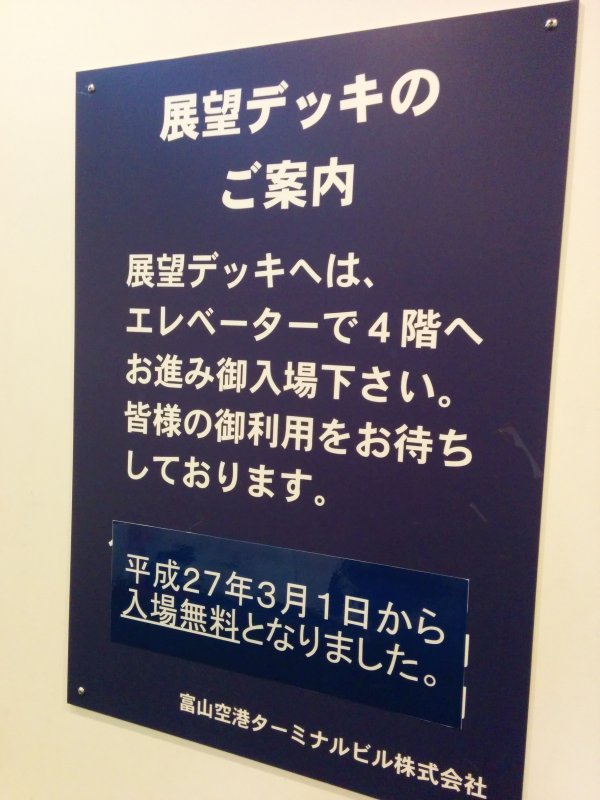 展望デッキの
ご案内
展望デッキへは、
エレベーターで４階へ
お進み御入場下さい。
皆様の御利用をお待ち
しております。
平成27年3月1日から
入場無料となりました。
富山空港ターミナルビル株式会社